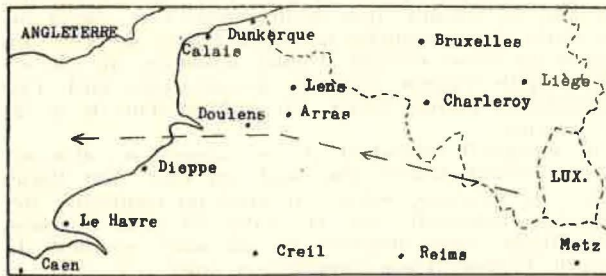 ANGLETERRE
Dunkerque
Calais
Bruxelles
Lens
Liège
Charleroy
Doulens
Arras
Dieppe
LUX.
Le Havre
Metz
Creil
Reims
Caen